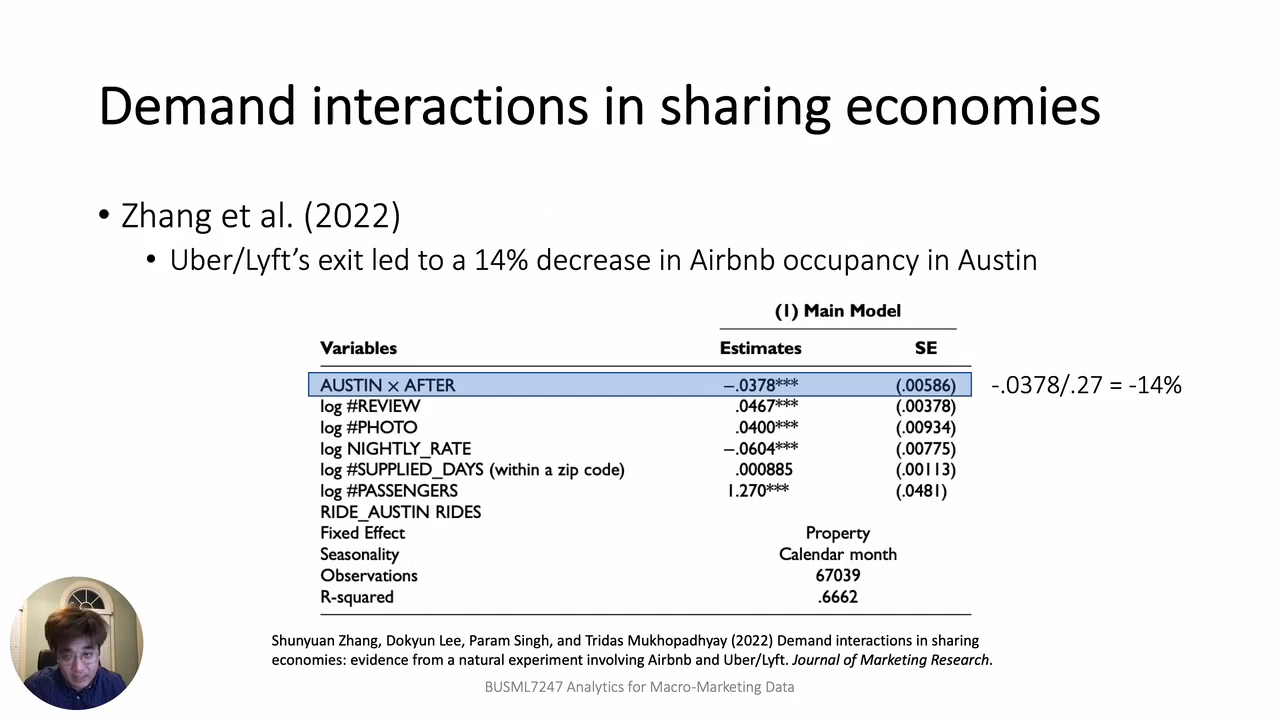 Demand interactions in sharing economies
• Zhang et al. (2022)
• Uber/Lyft’s exit led to a 14% decrease in Airbnb occupancy in Austin
(1) Main Model
Variables Estimates SE
AUSTIN × AFTER −.0378*** (.00586) -.0378/.27 = -14%
log #REVIEW .0467*** (.00378)
log #PHOTO .0400*** (.00934)
log NIGHTLY_RATE −.0604*** (.00775)
log #SUPPLIED_DAYS (within a zip code) .000885 (.00113)
log #PASSENGERS 1.270*** (.0481)
RIDE_AUSTIN RIDES
Fixed Effect Property
Seasonality Calendar month
Observations 67039
R-squared .6662
Shunyuan Zhang, Dokyun Lee, Param Singh, and Tridas Mukhopadhyay (2022) Demand interactions in sharing
economies: evidence from a natural experiment involving Airbnb and Uber/Lyft. Journal of Marketing Research.
BUSML7247 Analytics for Macro-Marketing Data